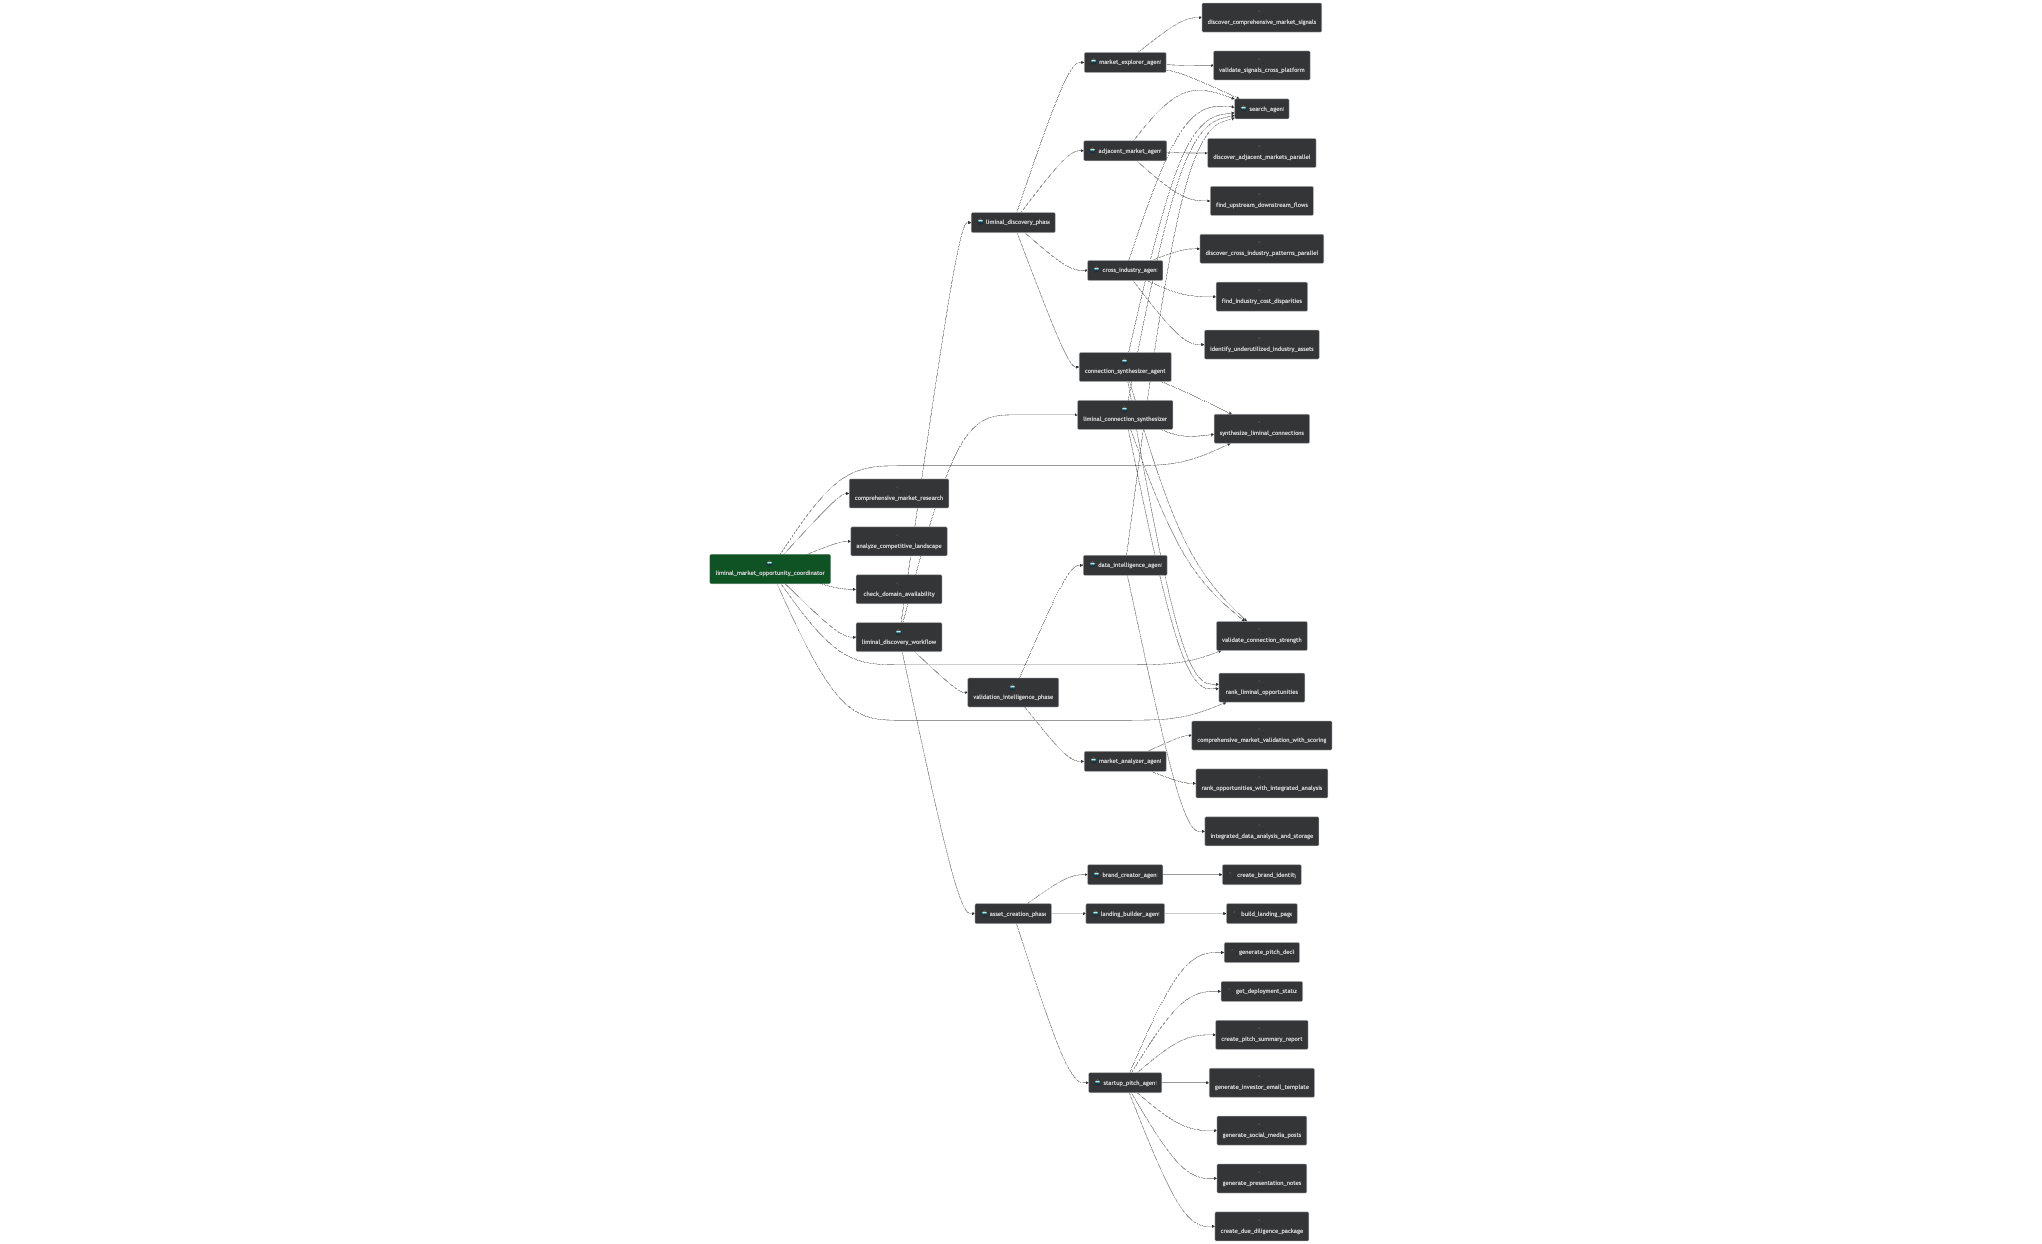 discover_comprehensive_market_signals
market_explorer_agent
validate_signals_cross_platform
search_agent
adjacent_market_agent
discover_adjacent_markets_parallel
find_upstream_downstream_flows
liminal_discovery_phase
discover_cross_industry_patterns_parallel
cross_industry_agent
find_industry_cost_disparities
identify_underutilized_industry_assets
connection_synthesizer_agent
liminal_connection_synthesizer
synthesize_liminal_connections
comprehensive_market_research
analyze_competitive_landscape
data_intelligence_agent
liminal_market_opportunity_coordinator
check_domain_availability
liminal_discovery_workflow
validate_connection_strength
validation_intelligence_phase
rank_liminal_opportunities
comprehensive_market_validation_with_scoring
market_analyzer_agent
rank_opportunities_with_integrated_analysis
integrated_data_analysis_and_storage
brand_creator_agent
create_brand_identity
asset_creation_phase
landing_builder_agent
build_landing_page
generate_pitch_deck
get_deployment_status
create_pitch_summary_report
startup_pitch_agent
generate_investor_email_template
generate_social_media_posts
generate_presentation_notes
create_due_diligence_package